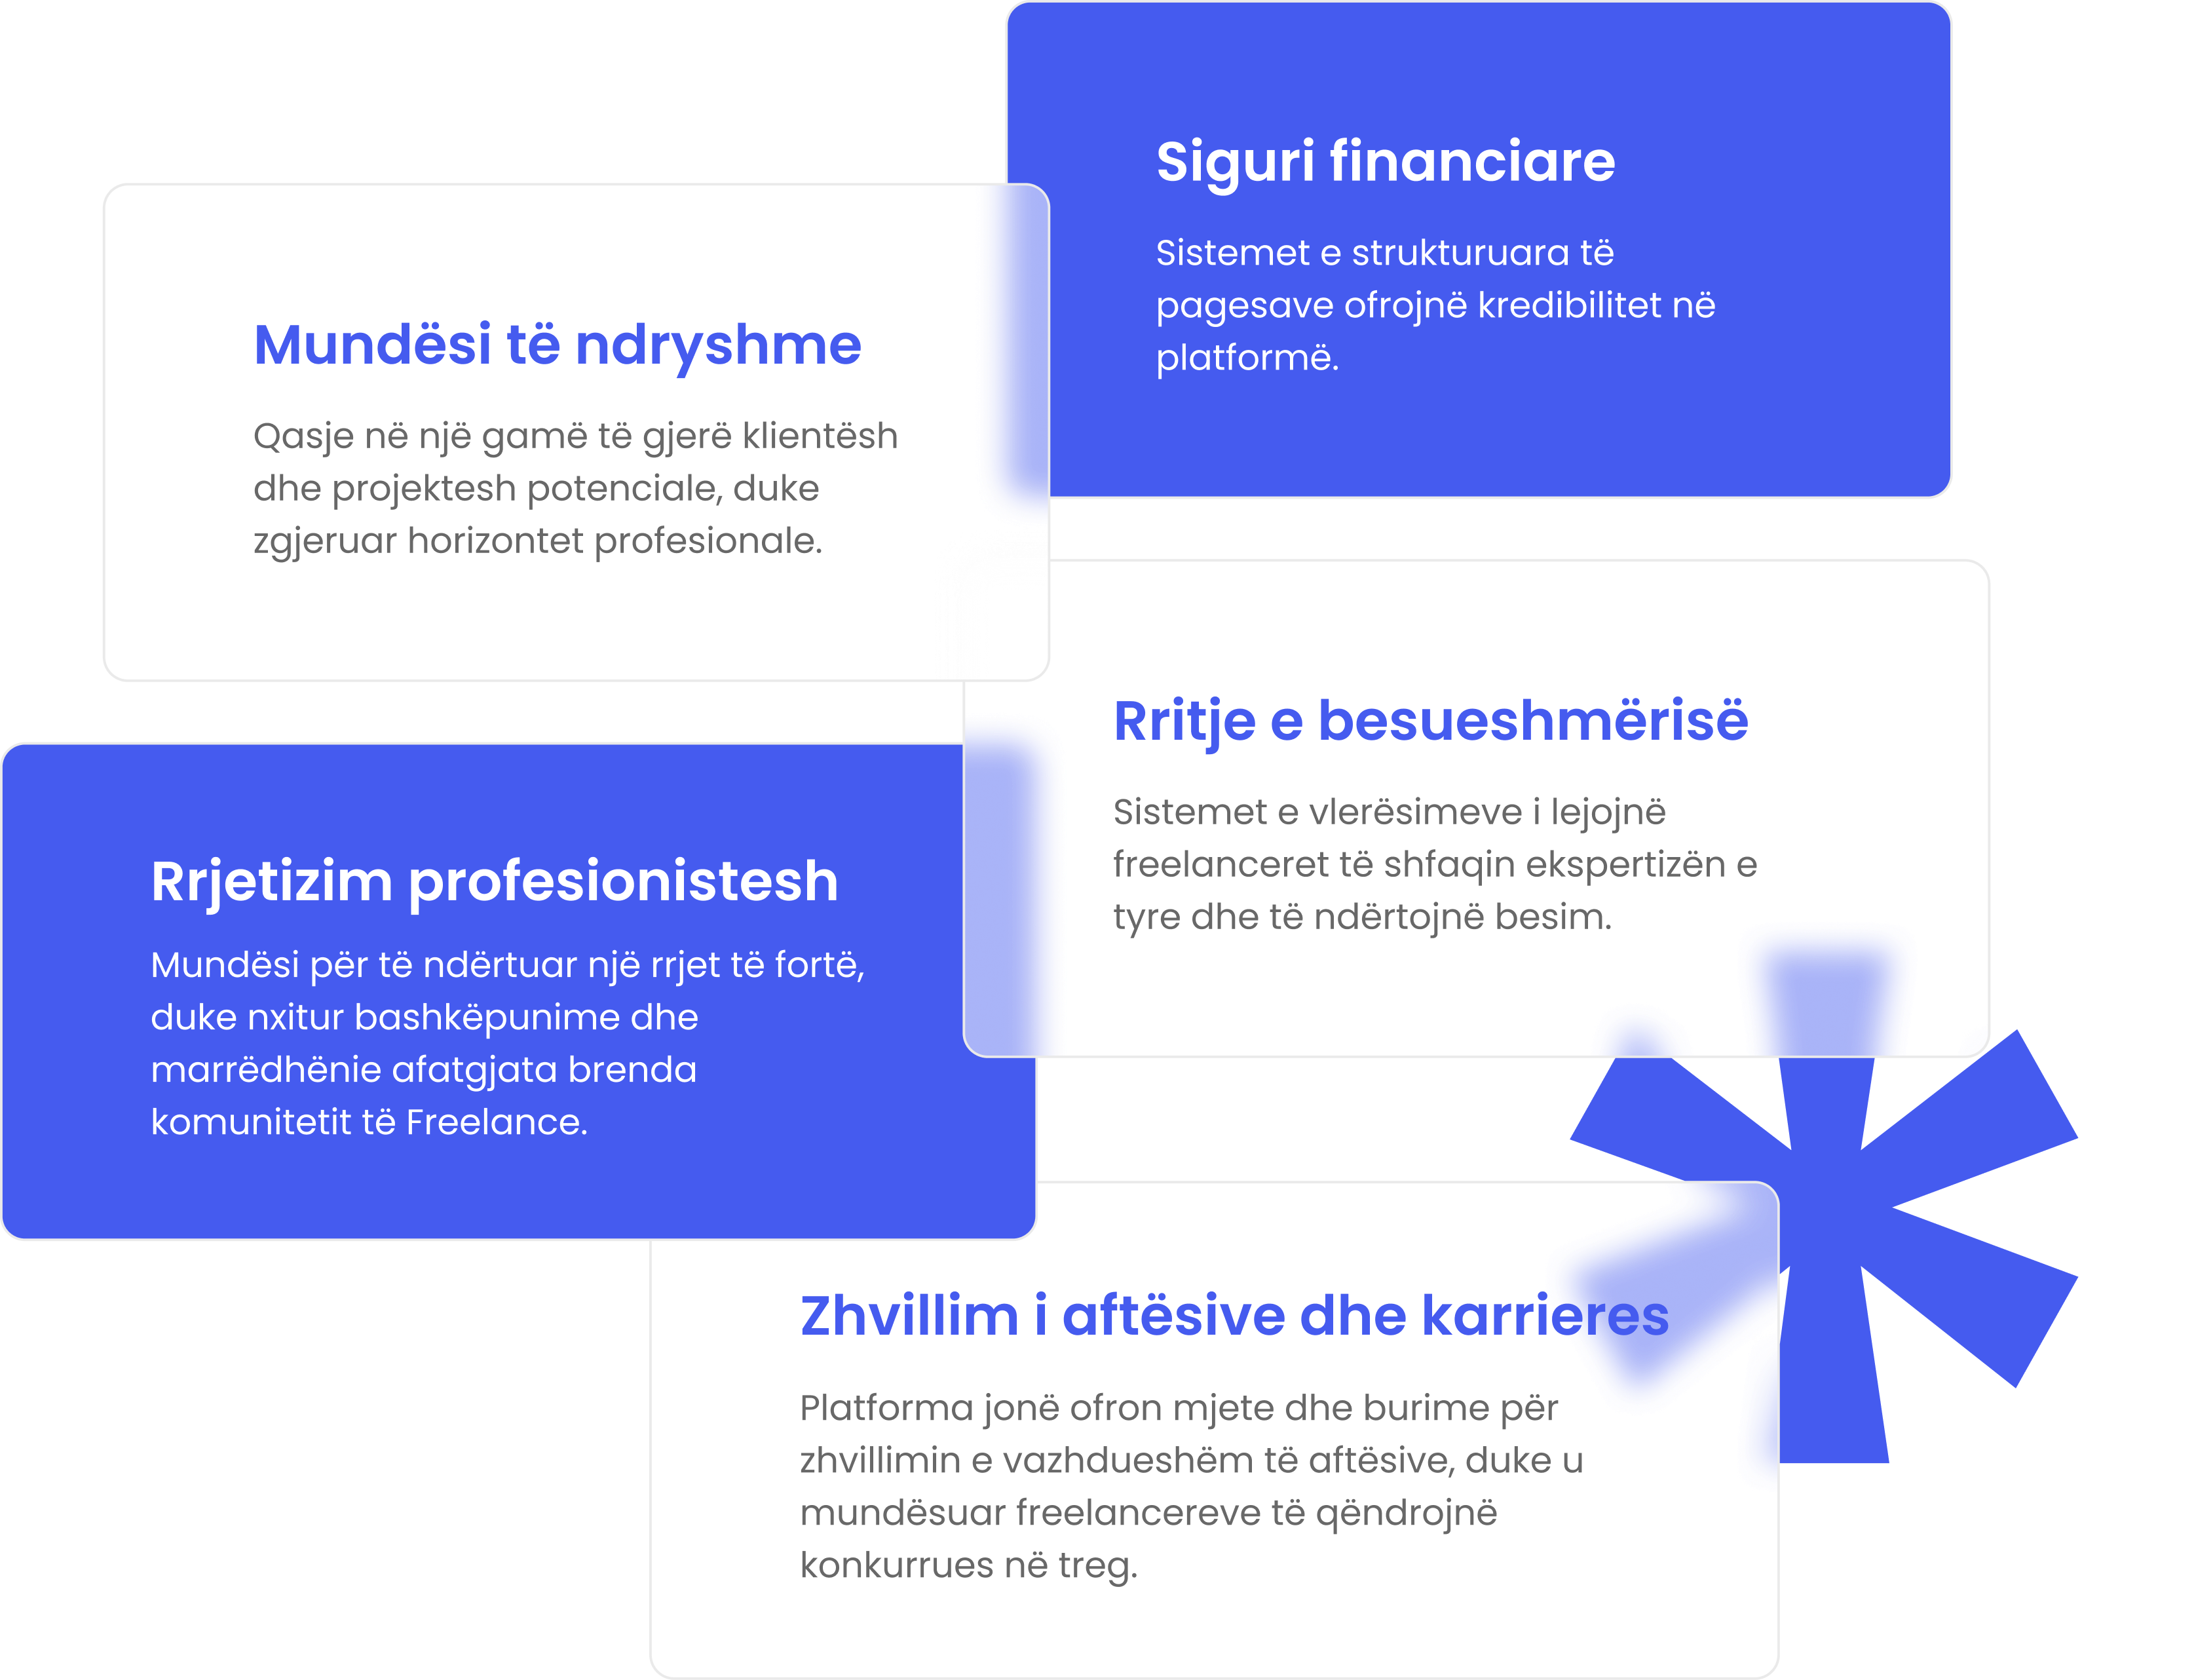 Siguri financiare
Sistemet e strukturuara të
pagesave ofrojnë kredibilitet në
platformë.
Mundësi të ndryshme
Qasje në një gamë të gjerë klientësh
dhe projektesh potenciale, duke
zgjeruar horizontet profesionale.
Rritje e besueshmërisë
Sistemet e vlerësimeve i lejojnë
freelanceret të shfaqin ekspertizën e
tyre dhe të ndërtojnë besim.
Rrjetizim profesionistesh
Mundësi për të ndërtuar një rrjet të fortë,
duke nxitur bashkëpunime dhe
marrëdhënie afatgjata brenda
komunitetit të Freelance.
Zhvillim i aftësive dhe karrieres
Platforma jonë ofron mjete dhe burime për
zhvillimin e vazhdueshëm të aftësive, duke u
mundësuar freelancereve të qëndrojnë
konkurrues në treg.